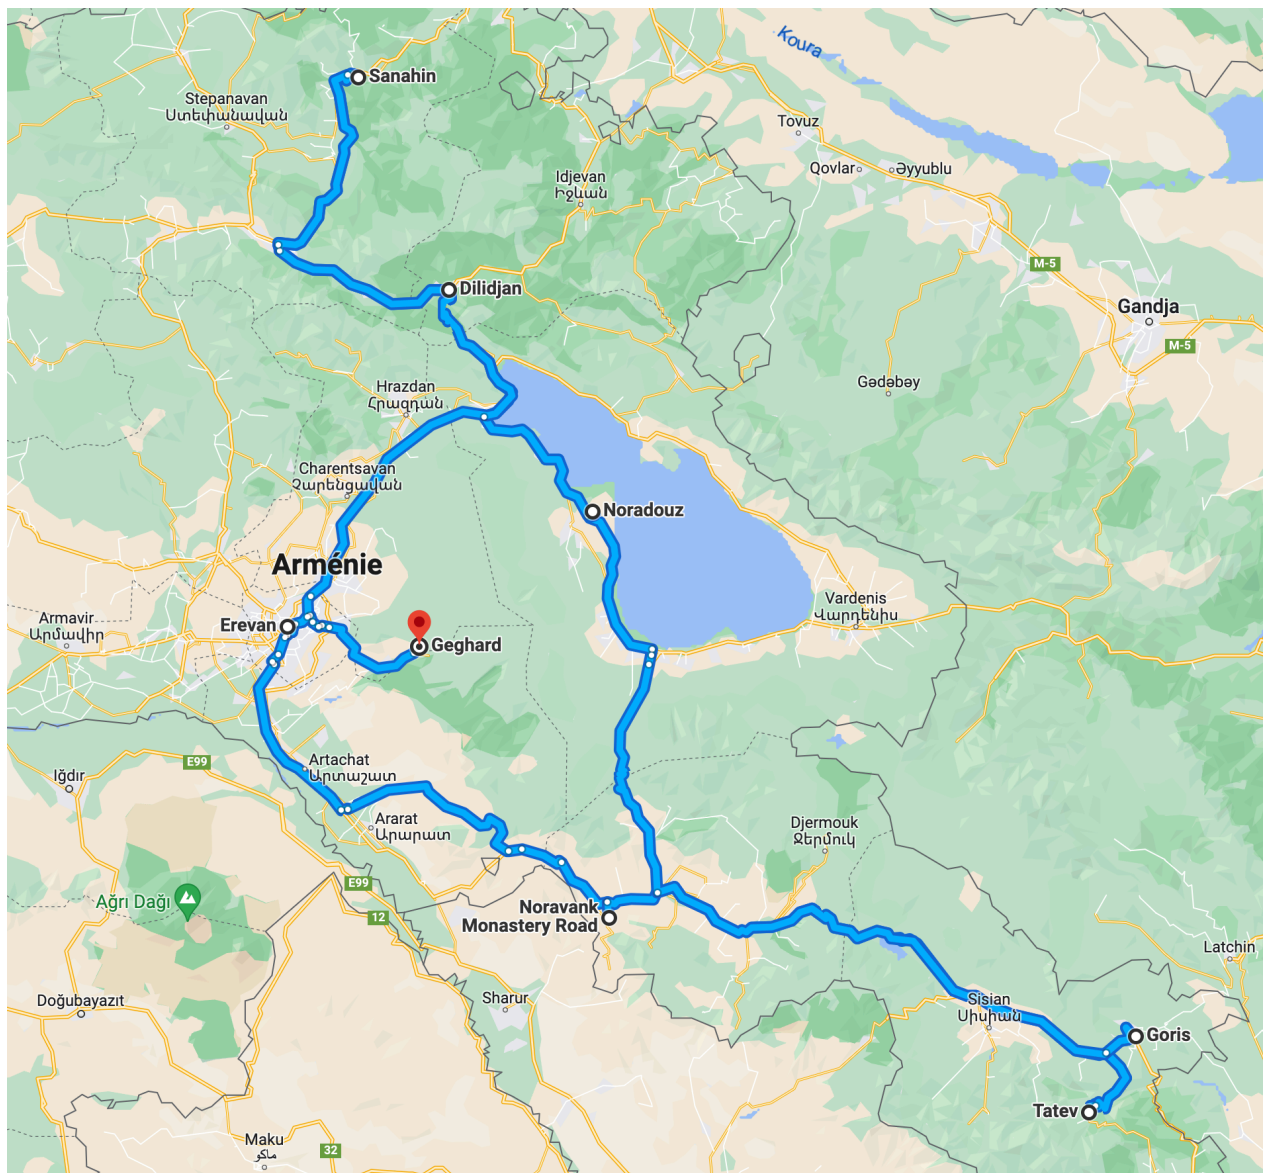 Koura
Sanahin
Stepanavan
Ստեփանավան
Tovuz
Qovlar
Əyyublu
Idjevan
Իջևան
M-5
Dilidjan
Gandja
M-5
Hrazdan
Հրազդան
Gədəbəy
Charentsavan
Չարենցավան
Noradouz
Arménie
Vardenis
Վարդենիս
Armavir
Արմավիր
Erevan
Geghard
E99
Iğdır
Artachat
Արտաշատ
Ararat
Արարատ
Djermouk
Ջերմուկ
E99
Ağrı Dağı
12
Noravank
Monastery Road
Latchin
Doğubayazıt
Sharur
Sisian
Սիսիան
Goris
Tatev
Maku
ماکو
32